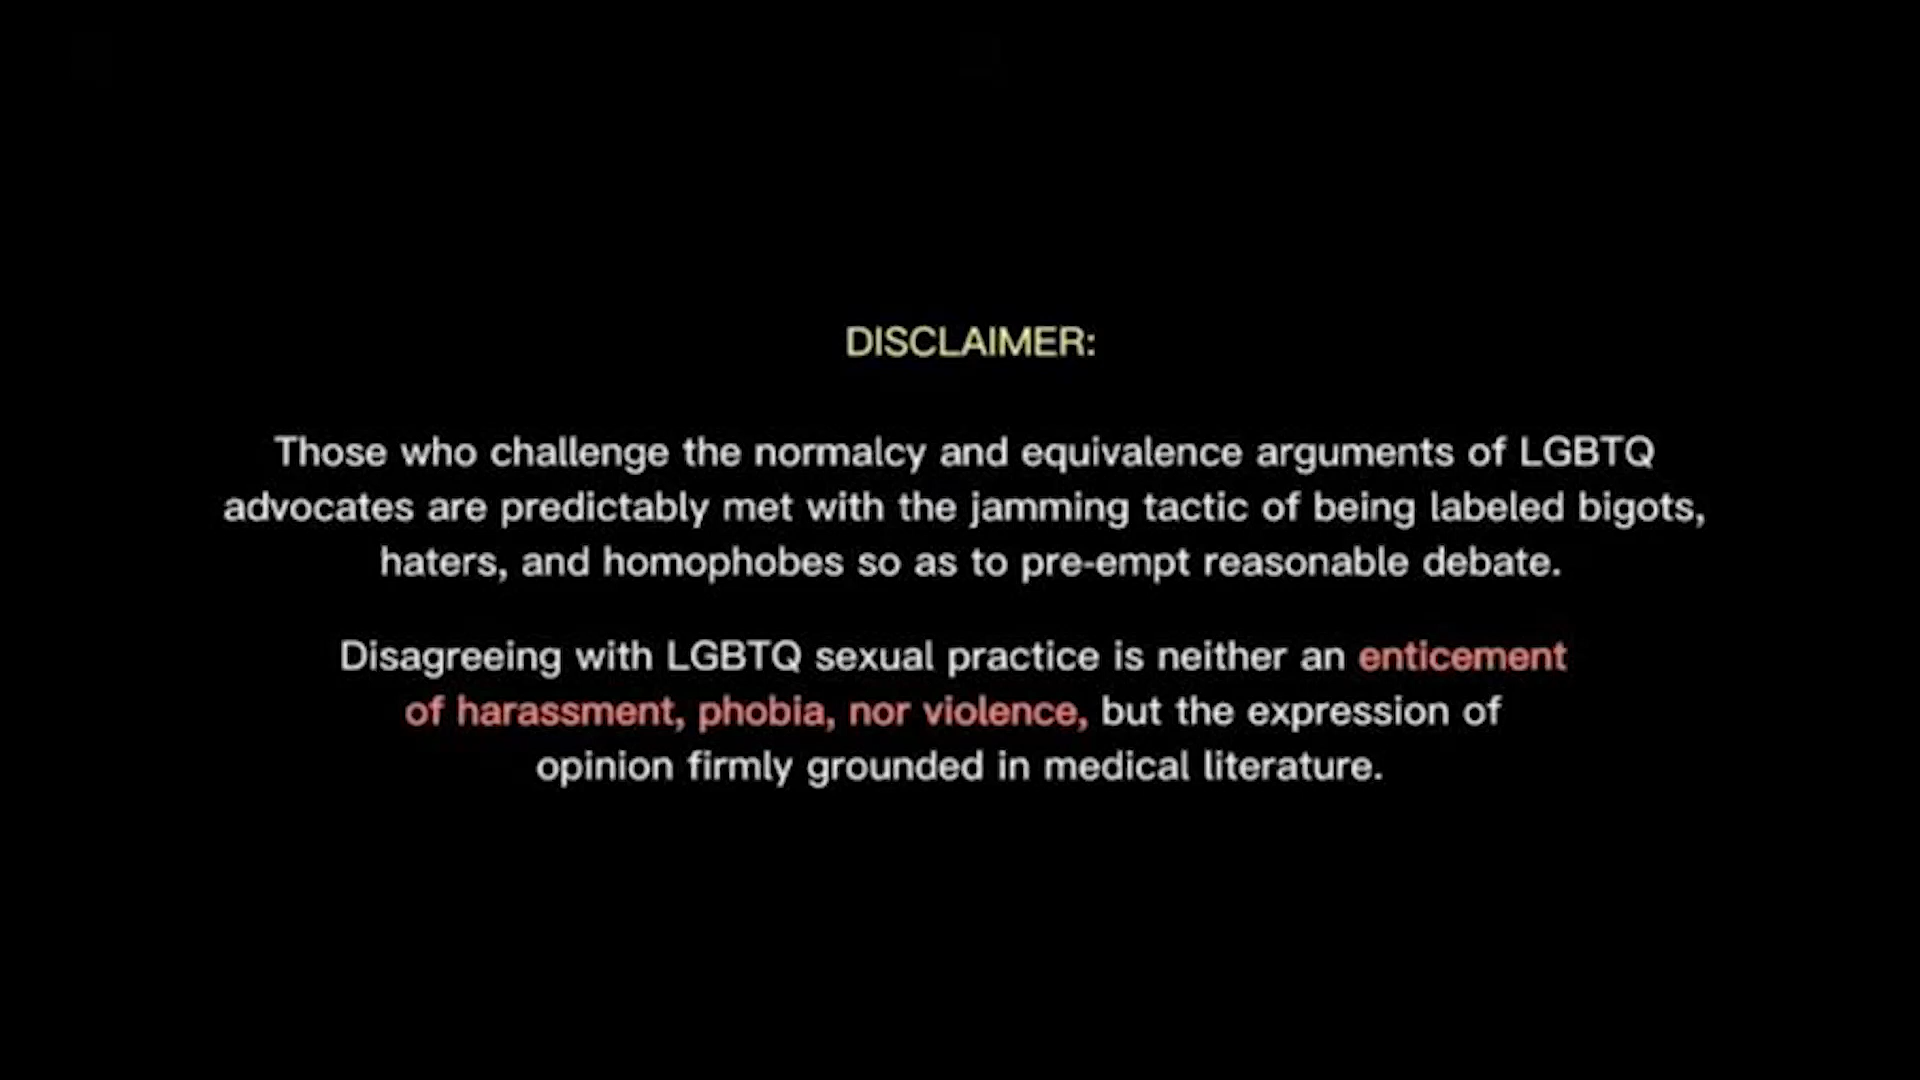 DISCLAIMER:
Those who challenge the normalcy and equivalence arguments of LGBTQ
advocates are predictably met with the jamming tactic of being labeled bigots,
haters, and homophobes so as to pre-empt reasonable debate.
Disagreeing with LGBTQ sexual practice is neither an enticement
of harassment, phobia, nor violence, but the expression of
opinion firmly grounded in medical literature.